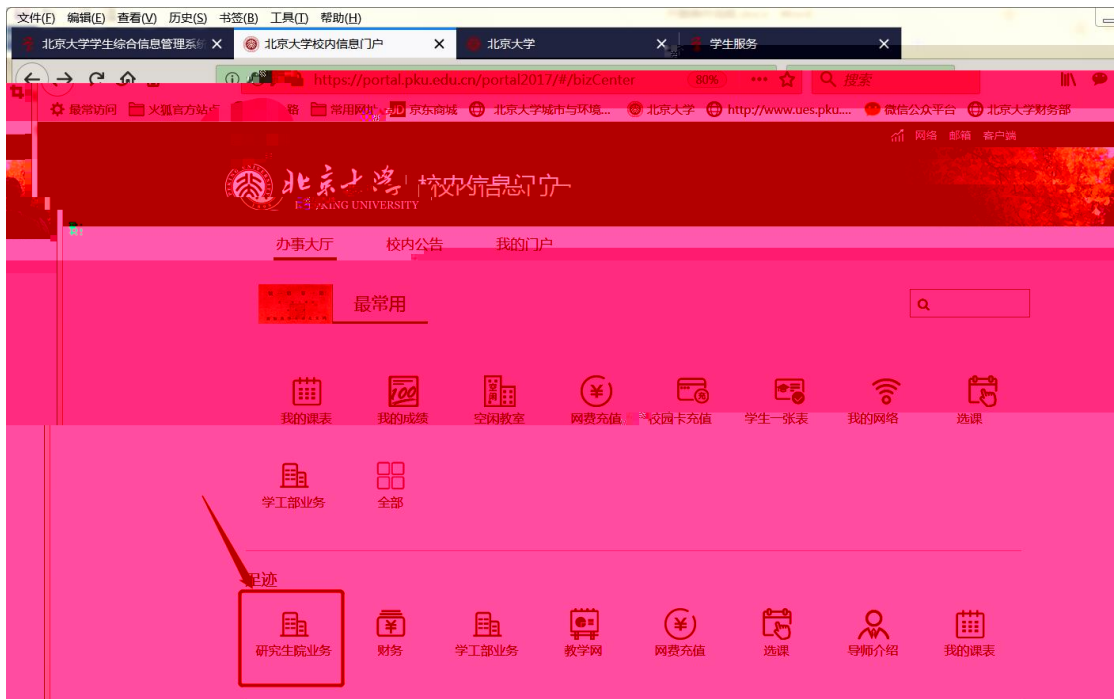 文件(F) 编辑(E) 查看(V) 历史(S) 书签(B) 工具(T) 帮助(H)
北京大学学生综合信息管理系统 北京大学校内信息门户 北京大学 学生服务
https://portal.pku.edu.cn/portal2017/#/bizCenter 80% 搜索
最常访问 火狐官方站点 常用网址 京东商城 北京大学城市与环境... 北京大学 http://www.ues.pku.... 微信公众平台 北京大学财务部
网络 邮箱 客户端
北京大学 校内信息门户
PEKING UNIVERSITY
办事大厅 校内公告 我的门户
最常用
我的课表 我的成绩 空闲教室 网费充值 校园卡充值 学生一张表 我的网络 选课
学工部业务 全部
足迹
研究生院业务 财务 学工部业务 教学网 网费充值 选课 导师介绍 我的课表